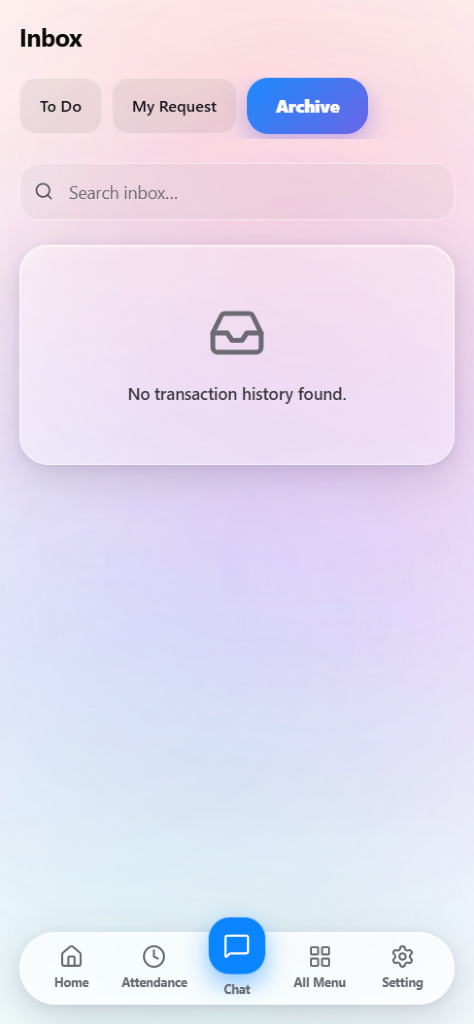 Inbox
To Do
My Request
Archive
Search inbox...
No transaction history found.
Home
Attendance
Chat
All Menu
Setting